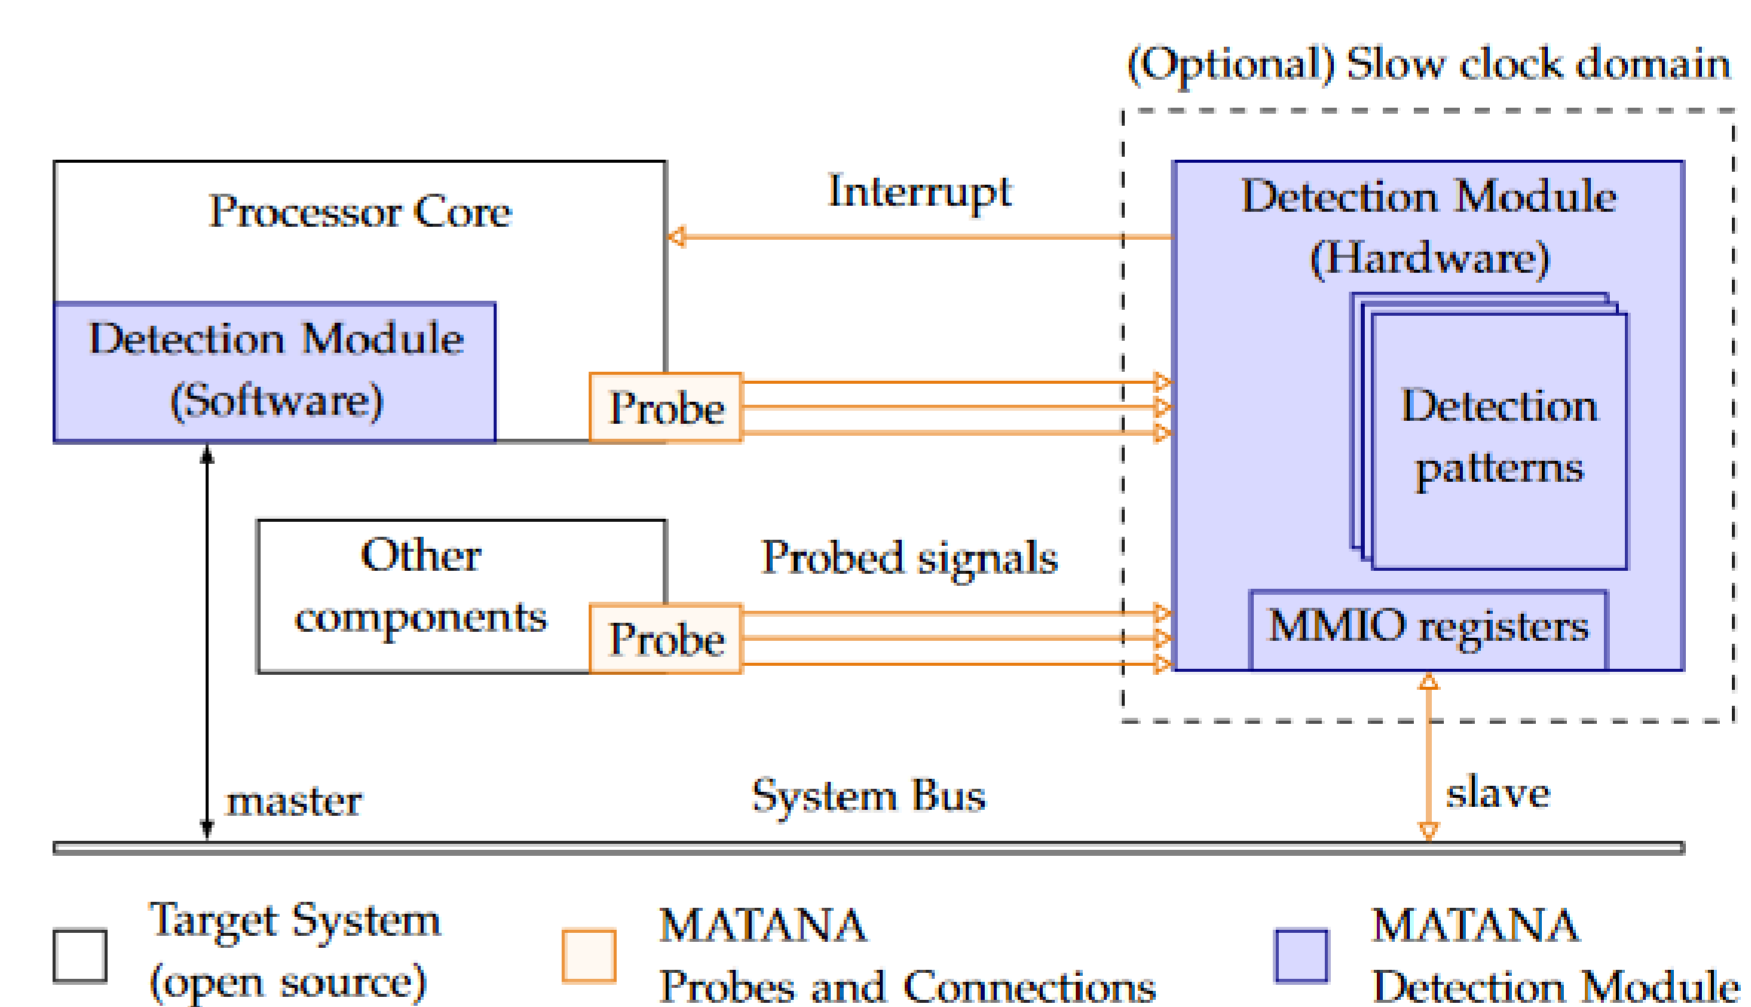 (Optional) Slow clock domain
Processor Core
Interrupt
Detection Module
(Hardware)
Detection Module
(Software)
Probe
Detection
patterns
Other
components
Probed signals
Probe
MMIO registers
master
System Bus
slave
Target System
(open source)
MATANA
Probes and Connections
MATANA
Detection Module